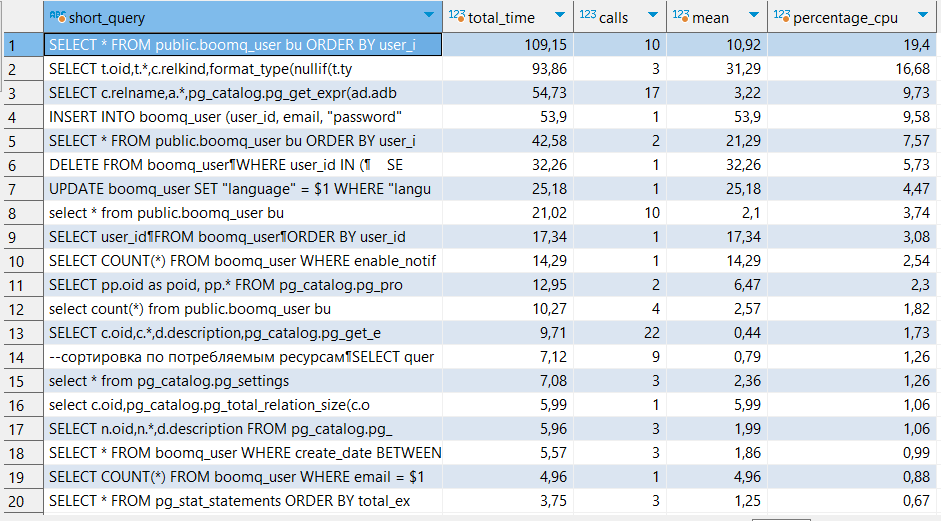 ABC short_query 123 total_time 123 calls 123 mean 123 percentage_cpu
1 SELECT * FROM public.boomq_user bu ORDER BY user_i 109,15 10 10,92 19,4
2 SELECT t.oid,t.*,c.relkind,format_type(nullif(t.ty 93,86 3 31,29 16,68
3 SELECT c.relname,a.*,pg_catalog.pg_get_expr(ad.adb 54,73 17 3,22 9,73
4 INSERT INTO boomq_user (user_id, email, "password" 53,9 1 53,9 9,58
5 SELECT * FROM public.boomq_user bu ORDER BY user_i 42,58 2 21,29 7,57
6 DELETE FROM boomq_user¶WHERE user_id IN (¶ SE 32,26 1 32,26 5,73
7 UPDATE boomq_user SET "language" = $1 WHERE "langu 25,18 1 25,18 4,47
8 select * from public.boomq_user bu 21,02 10 2,1 3,74
9 SELECT user_id¶FROM boomq_user¶ORDER BY user_id 17,34 1 17,34 3,08
10 SELECT COUNT(*) FROM boomq_user WHERE enable_notif 14,29 1 14,29 2,54
11 SELECT pp.oid as poid, pp.* FROM pg_catalog.pg_pro 12,95 2 6,47 2,3
12 select count(*) from public.boomq_user bu 10,27 4 2,57 1,82
13 SELECT c.oid,c.*,d.description,pg_catalog.pg_get_e 9,71 22 0,44 1,73
14 --сортировка по потребляемым ресурсам¶SELECT quer 7,12 9 0,79 1,26
15 select * from pg_catalog.pg_settings 7,08 3 2,36 1,26
16 select c.oid,pg_catalog.pg_total_relation_size(c.o 5,99 1 5,99 1,06
17 SELECT n.oid,n.*,d.description FROM pg_catalog.pg_ 5,96 3 1,99 1,06
18 SELECT * FROM boomq_user WHERE create_date BETWEEN 5,57 3 1,86 0,99
19 SELECT COUNT(*) FROM boomq_user WHERE email = $1 4,96 1 4,96 0,88
20 SELECT * FROM pg_stat_statements ORDER BY total_ex 3,75 3 1,25 0,67